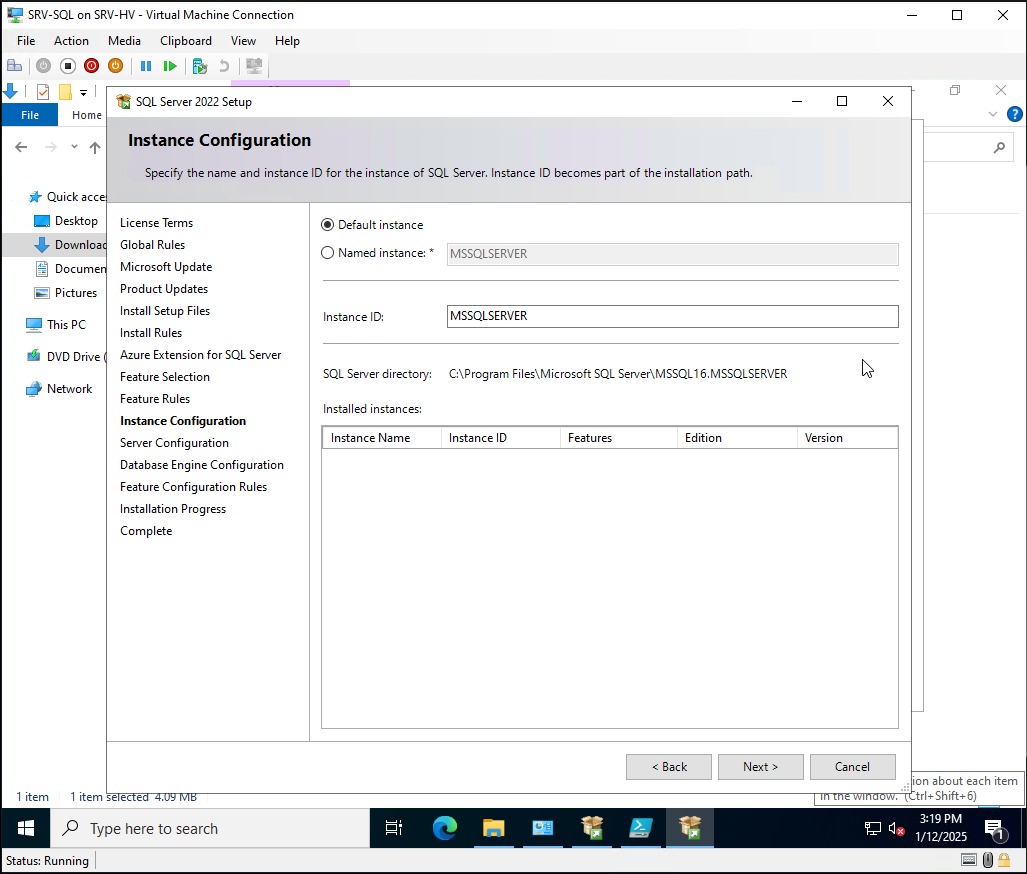 SRV-SQL on SRV-HV - Virtual Machine Connection
File Action Media Clipboard View Help
SQL Server 2022 Setup
File Home
Instance Configuration
Specify the name and instance ID for the instance of SQL Server. Instance ID becomes part of the installation path.
Quick acce
Desktop
Download
Documen
Pictures
This PC
DVD Drive (
Network
License Terms
Global Rules
Microsoft Update
Product Updates
Install Setup Files
Install Rules
Azure Extension for SQL Server
Feature Selection
Feature Rules
Instance Configuration
Server Configuration
Database Engine Configuration
Feature Configuration Rules
Installation Progress
Complete
Default instance
Named instance: * MSSQLSERVER
Instance ID: MSSQLSERVER
SQL Server directory: C:\Program Files\Microsoft SQL Server\MSSQL16.MSSQLSERVER
Installed instances:
Instance Name Instance ID Features Edition Version
< Back Next > Cancel
ion about each item
in the window. (Ctrl+Shift+6)
1 item 1 item selected 4.09 MB
Type here to search
3:19 PM
1/12/2025
1
Status: Running